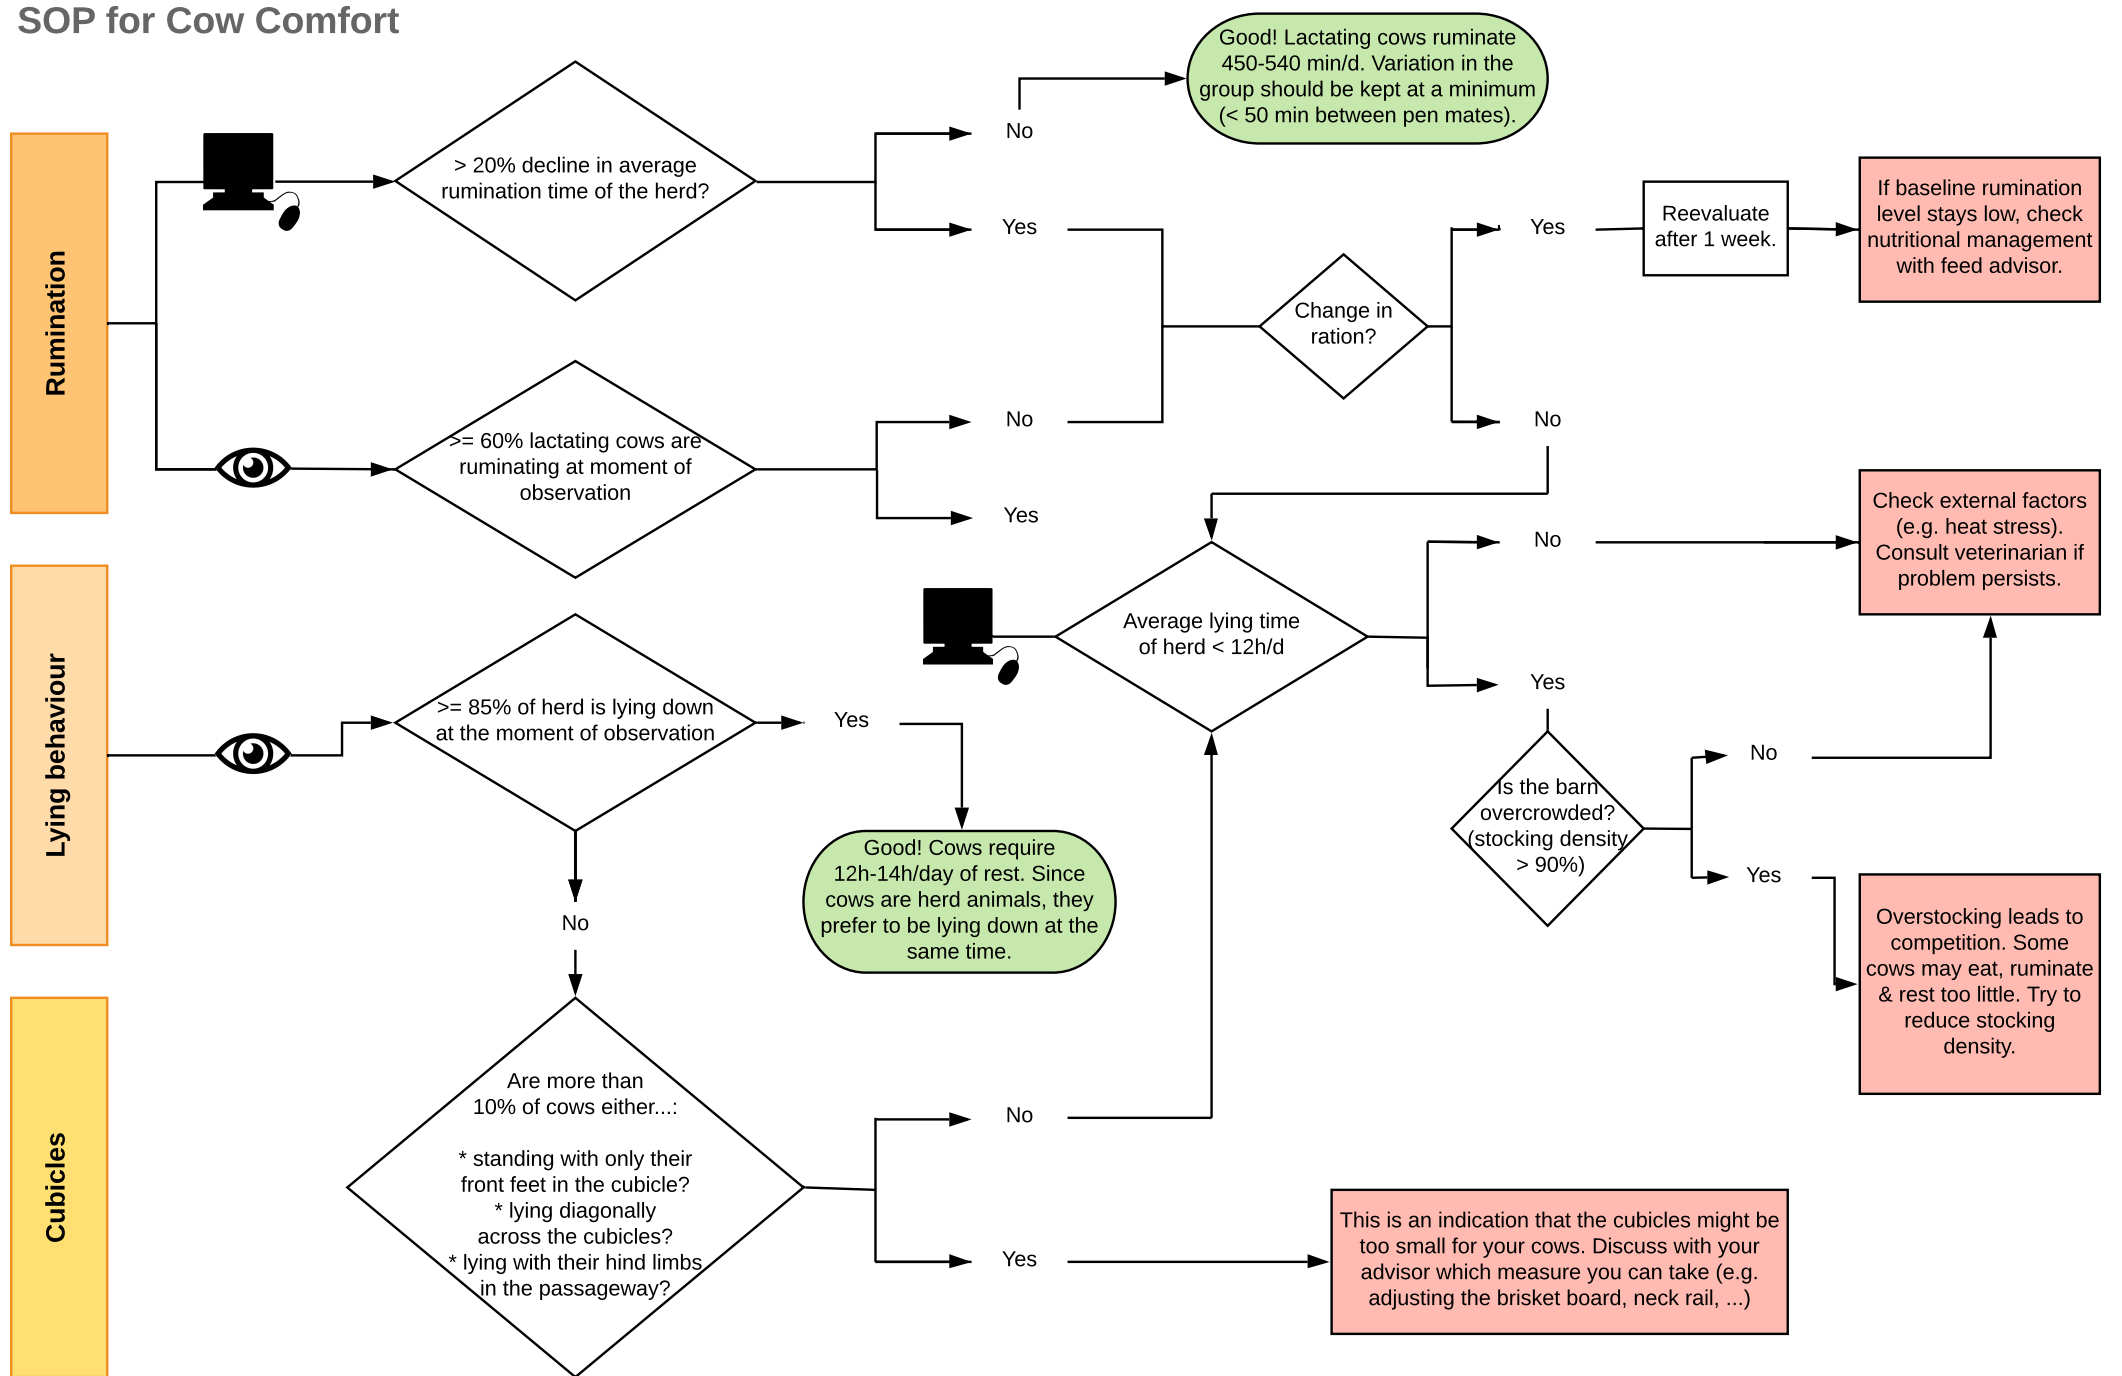 SOP for Cow Comfort
Rumination
> 20% decline in average
rumination time of the herd?
No
Good! Lactating cows ruminate
450-540 min/d. Variation in the
group should be kept at a minimum
(< 50 min between pen mates).
Yes
>= 60% lactating cows are
ruminating at moment of
observation
No
Yes
Change in
ration?
Yes
Reevaluate
after 1 week.
If baseline rumination
level stays low, check
nutritional management
with feed advisor.
No
Lying behaviour
>= 85% of herd is lying down
at the moment of observation
Yes
Good! Cows require
12h-14h/day of rest. Since
cows are herd animals, they
prefer to be lying down at the
same time.
No
Average lying time
of herd < 12h/d
No
Check external factors
(e.g. heat stress).
Consult veterinarian if
problem persists.
Yes
Is the barn
overcrowded?
(stocking density
> 90%)
No
Yes
Overstocking leads to
competition. Some
cows may eat, ruminate
& rest too little. Try to
reduce stocking
density.
Cubicles
Are more than
10% of cows either...:
* standing with only their
front feet in the cubicle?
* lying diagonally
across the cubicles?
* lying with their hind limbs
in the passageway?
No
Yes
This is an indication that the cubicles might be
too small for your cows. Discuss with your
advisor which measure you can take (e.g.
adjusting the brisket board, neck rail, ...)